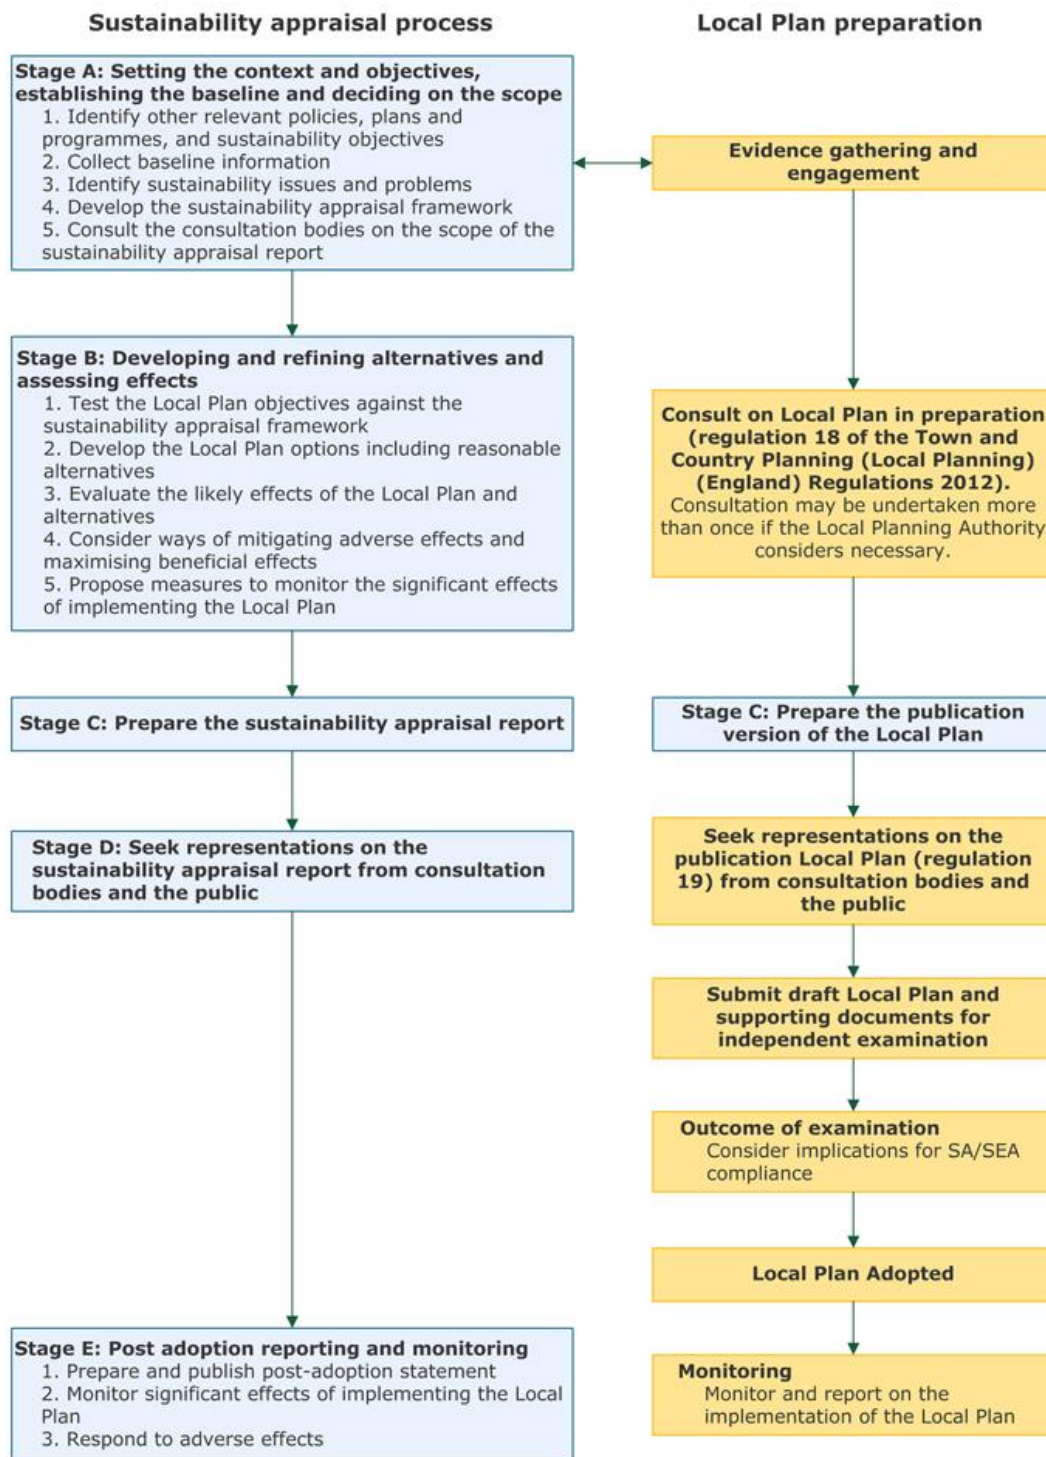 Sustainability appraisal process
Stage A: Setting the context and objectives,
establishing the baseline and deciding on the scope
1. Identify other relevant policies, plans and
programmes, and sustainability objectives
2. Collect baseline information
3. Identify sustainability issues and problems
4. Develop the sustainability appraisal framework
5. Consult the consultation bodies on the scope of the
sustainability appraisal report
Stage B: Developing and refining alternatives and
assessing effects
1. Test the Local Plan objectives against the
sustainability appraisal framework
2. Develop the Local Plan options including reasonable
alternatives
3. Evaluate the likely effects of the Local Plan and
alternatives
4. Consider ways of mitigating adverse effects and
maximising beneficial effects
5. Propose measures to monitor the significant effects
of implementing the Local Plan
Stage C: Prepare the sustainability appraisal report
Stage D: Seek representations on the
sustainability appraisal report from consultation
bodies and the public
Stage E: Post adoption reporting and monitoring
1. Prepare and publish post-adoption statement
2. Monitor significant effects of implementing the Local
Plan
3. Respond to adverse effects
Local Plan preparation
Evidence gathering and
engagement
Consult on Local Plan in preparation
(regulation 18 of the Town and
Country Planning (Local Planning)
(England) Regulations 2012).
Consultation may be undertaken more
than once if the Local Planning Authority
considers necessary.
Stage C: Prepare the publication
version of the Local Plan
Seek representations on the
publication Local Plan (regulation
19) from consultation bodies and
the public
Submit draft Local Plan and
supporting documents for
independent examination
Outcome of examination
Consider implications for SA/SEA
compliance
Local Plan Adopted
Monitoring
Monitor and report on the
implementation of the Local Plan